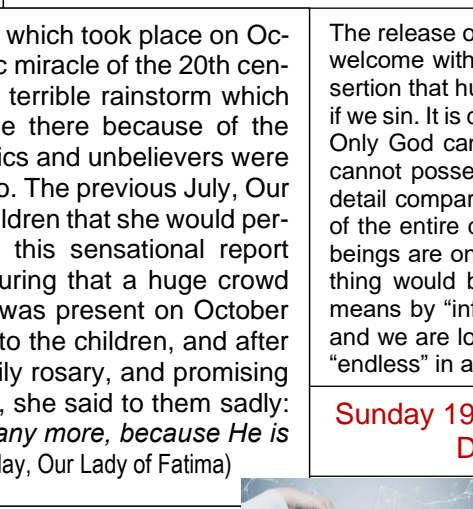 which took place on Oc-
c miracle of the 20th cen-
terrible rainstorm which
e there because of the
ics and unbelievers were
o. The previous July, Our
ldren that she would per-
this sensational report
uring that a huge crowd
was present on October
to the children, and after
ily rosary, and promising
, she said to them sadly:
any more, because He is
lay, Our Lady of Fatima)
The release o
welcome with
sertion that hu
if we sin. It is c
Only God car
cannot posse
detail compar
of the entire c
beings are on
thing would b
means by “inf
and we are lo
“endless” in a
Sunday 19
D